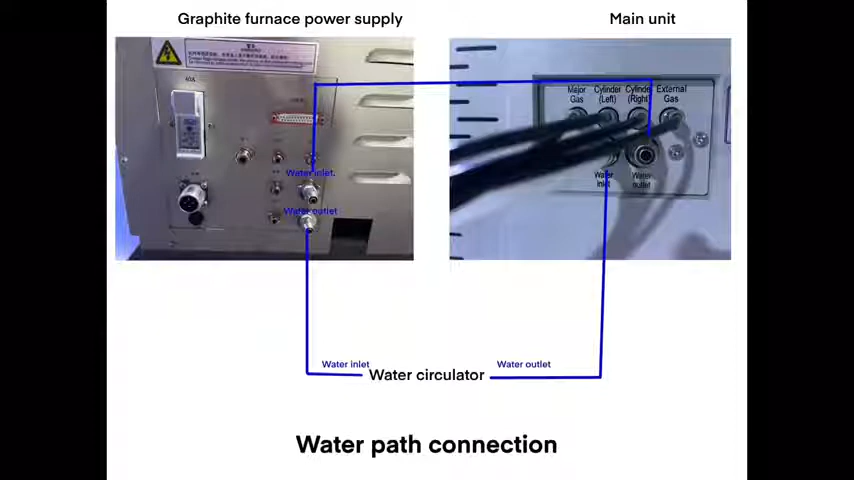 Graphite furnace power supply
Main unit
40A
Major Gas
Cylinder (Left)
Cylinder (Right)
External Gas
Water inlet.
Water outlet
Water inlet
Water outlet
Water inlet
Water outlet
Water circulator
Water path connection